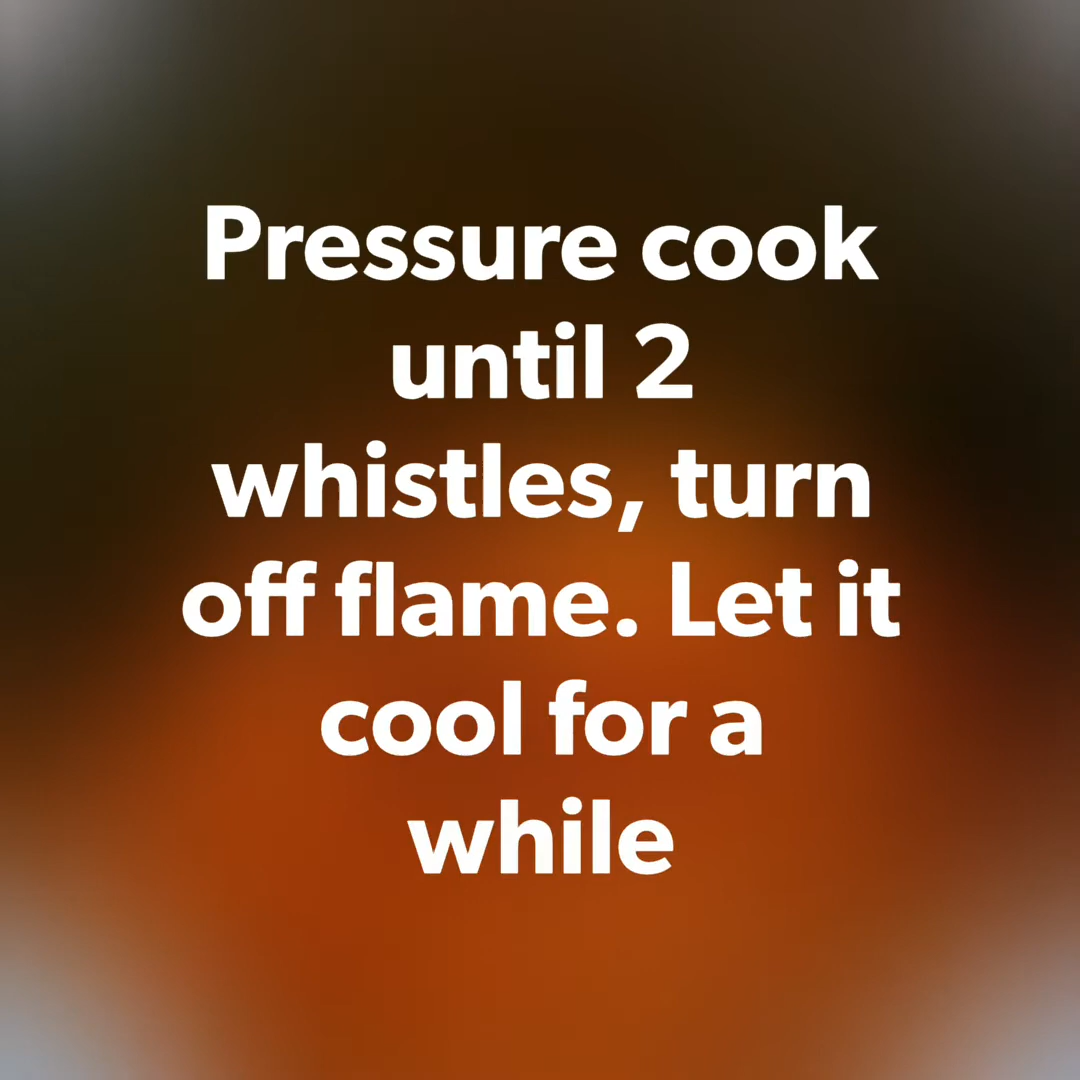 Pressure cook
until 2
whistles, turn
off flame. Let it
cool for a
while